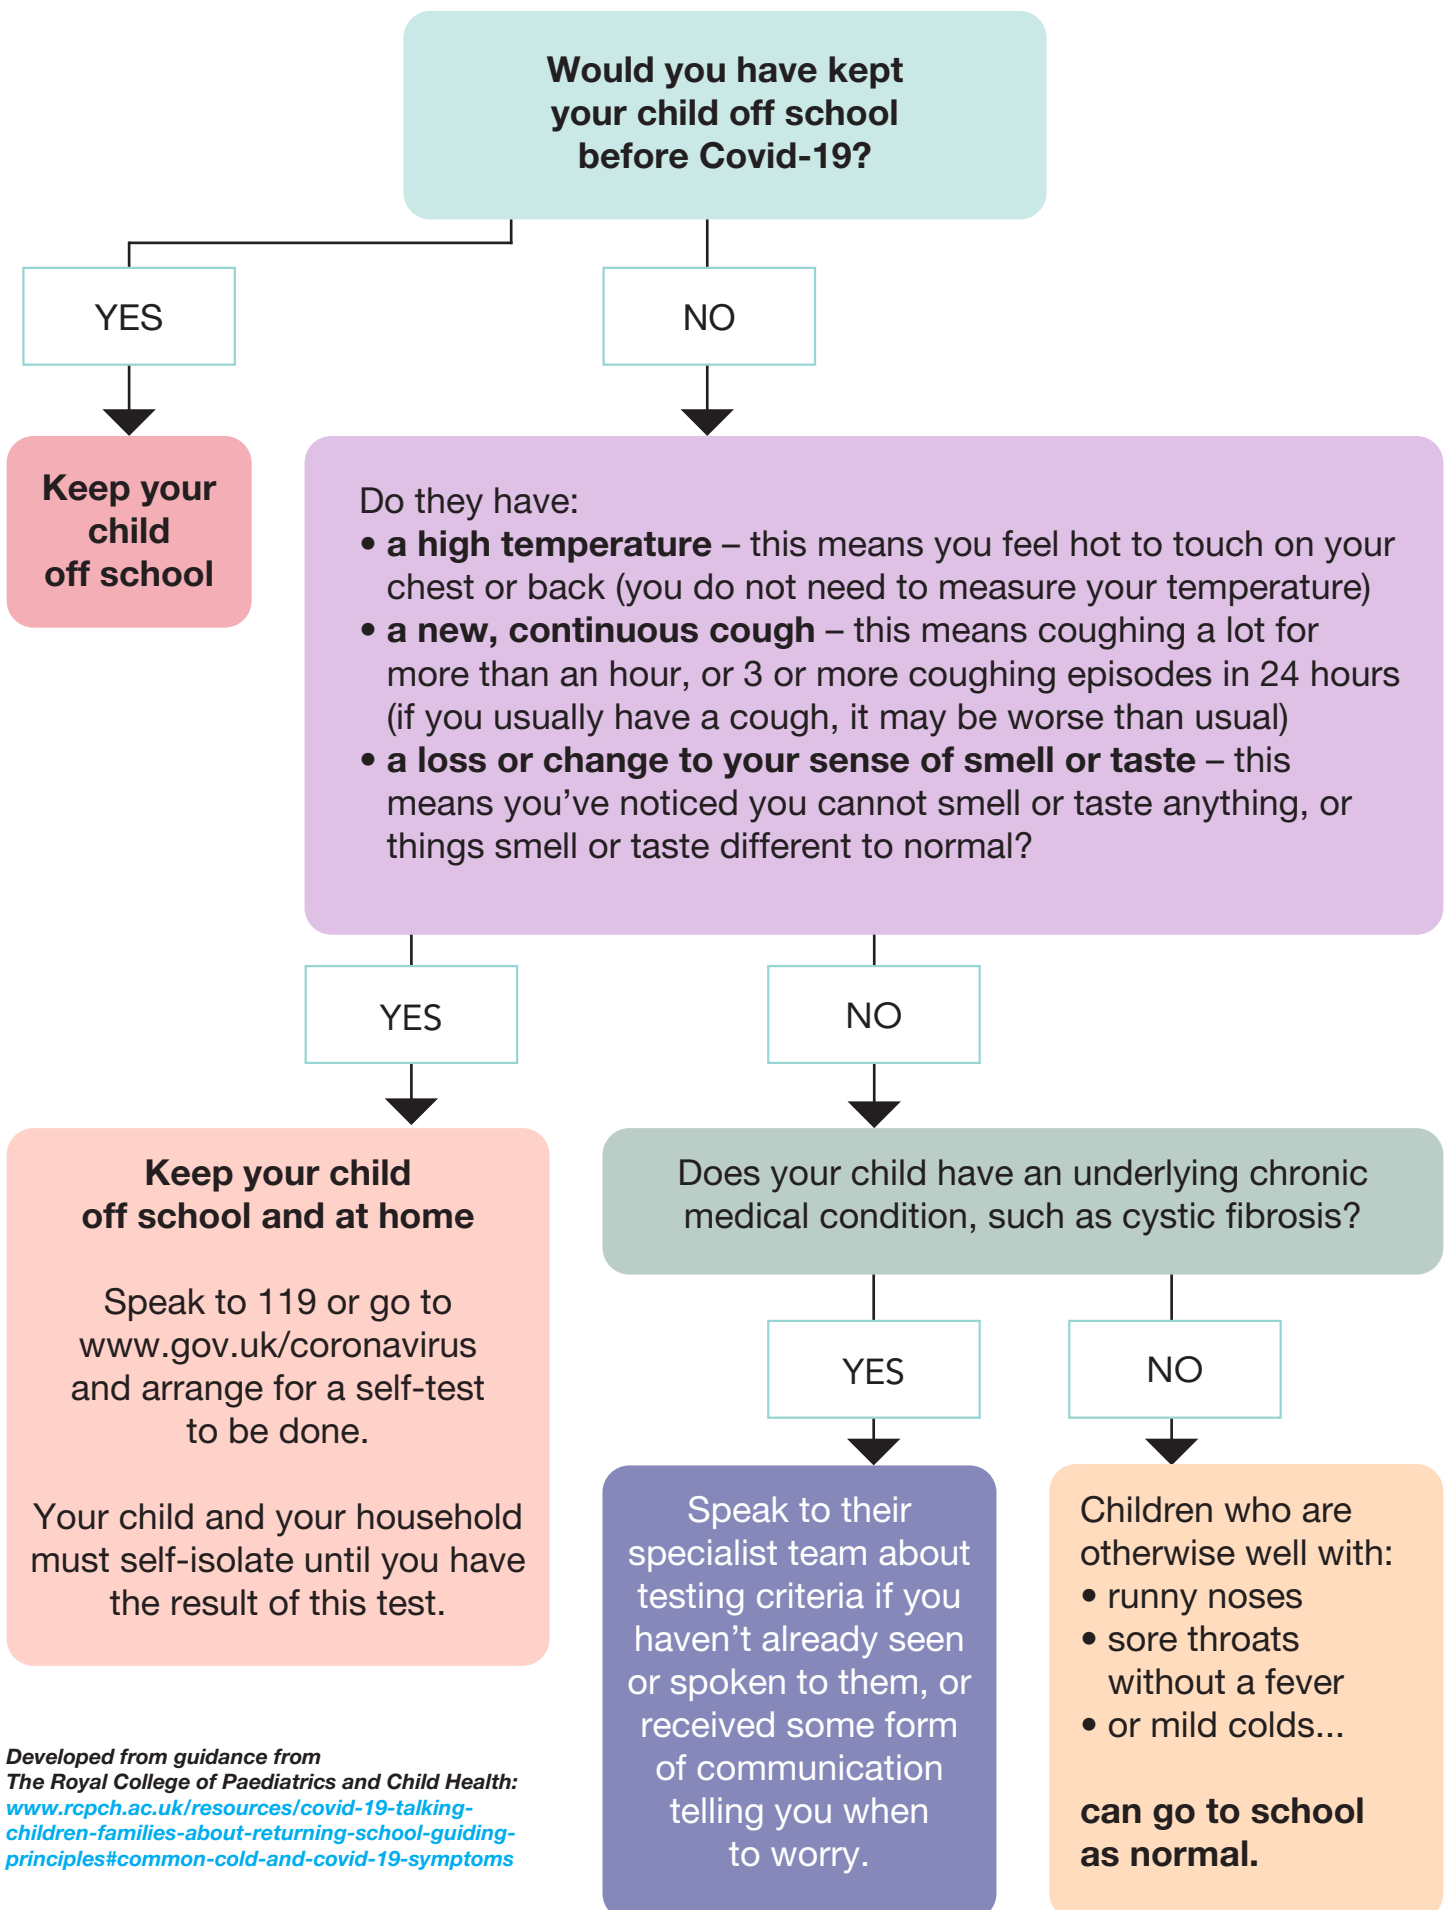 Would you have kept
your child off school
before Covid-19?
YES
NO
Keep your
child
off school
Do they have:
• a high temperature – this means you feel hot to touch on your
chest or back (you do not need to measure your temperature)
• a new, continuous cough – this means coughing a lot for
more than an hour, or 3 or more coughing episodes in 24 hours
(if you usually have a cough, it may be worse than usual)
• a loss or change to your sense of smell or taste – this
means you’ve noticed you cannot smell or taste anything, or
things smell or taste different to normal?
YES
NO
Keep your child
off school and at home
Speak to 119 or go to
www.gov.uk/coronavirus
and arrange for a self-test
to be done.
Your child and your household
must self-isolate until you have
the result of this test.
Does your child have an underlying chronic
medical condition, such as cystic fibrosis?
YES
NO
Speak to their
specialist team about
testing criteria if you
haven’t already seen
or spoken to them, or
received some form
of communication
telling you when
to worry.
Children who are
otherwise well with:
• runny noses
• sore throats
without a fever
• or mild colds...
can go to school
as normal.
Developed from guidance from
The Royal College of Paediatrics and Child Health:
www.rcpch.ac.uk/resources/covid-19-talking-
children-families-about-returning-school-guiding-
principles#common-cold-and-covid-19-symptoms